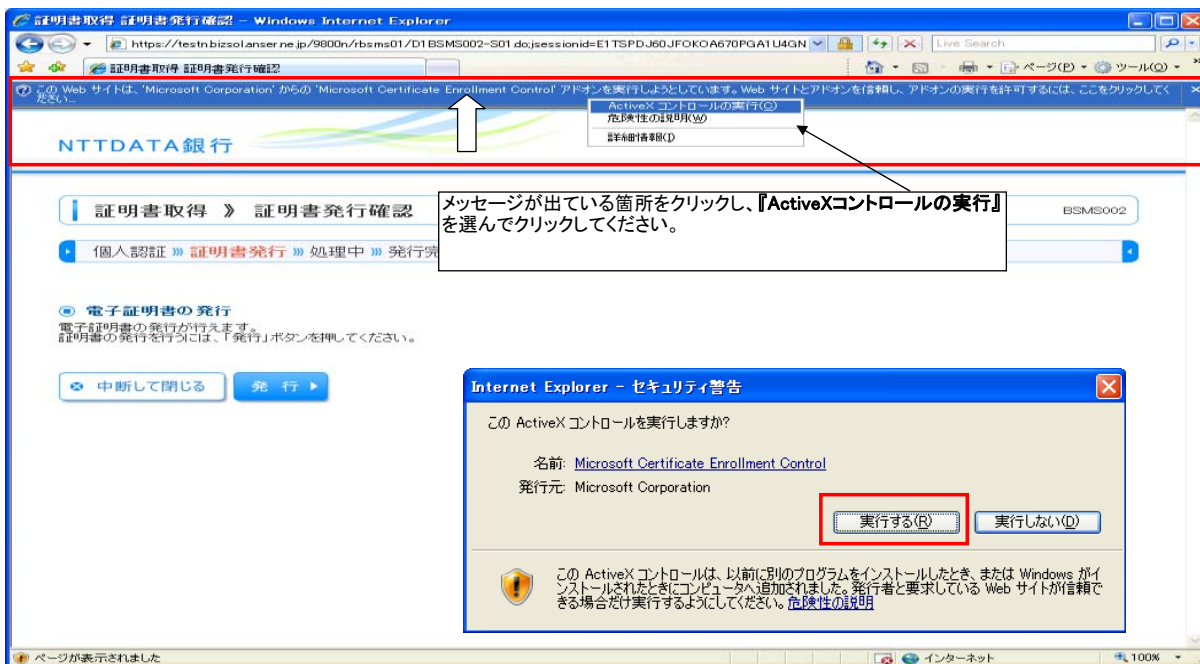 証明書取得 証明書発行確認 - Windows Internet Explorer
https://testn.bizsol.anser.ne.jp/9800n/rbsms01/D1BSMS002-S01.do;jsessionid=E1TSPDJ60JFOKOA670PGA1U4GN
Live Search
証明書取得 証明書発行確認
ページ(P)
ツール(O)
この Web サイトは、'Microsoft Corporation' からの 'Microsoft Certificate Enrollment Control' アドオンを実行しようとしています。Web サイトとアドオンを信頼し、アドオンの実行を許可するには、ここをクリックしてく
ださい...
ActiveX コントロールの実行(C)
危険性の説明(W)
詳細情報(I)
NTTDATA銀行
メッセージが出ている箇所をクリックし、『ActiveXコントロールの実行』
を選んでクリックしてください。
証明書取得 》 証明書発行確認
BSMS002
個人認証 » 証明書発行 » 処理中 » 発行完
電子証明書の発行
電子証明書の発行が行えます。
証明書の発行を行うには、「発行」ボタンを押してください。
中断して閉じる
発 行
Internet Explorer - セキュリティ警告
この ActiveX コントロールを実行しますか?
名前: Microsoft Certificate Enrollment Control
発行元: Microsoft Corporation
実行する(R)
実行しない(D)
この ActiveX コントロールは、以前に別のプログラムをインストールしたとき、または Windows がイ
ンストールされたときにコンピュータへ追加されました。発行者と要求している Web サイトが信頼で
きる場合だけ実行するようにしてください。危険性の説明
ページが表示されました
インターネット
100%